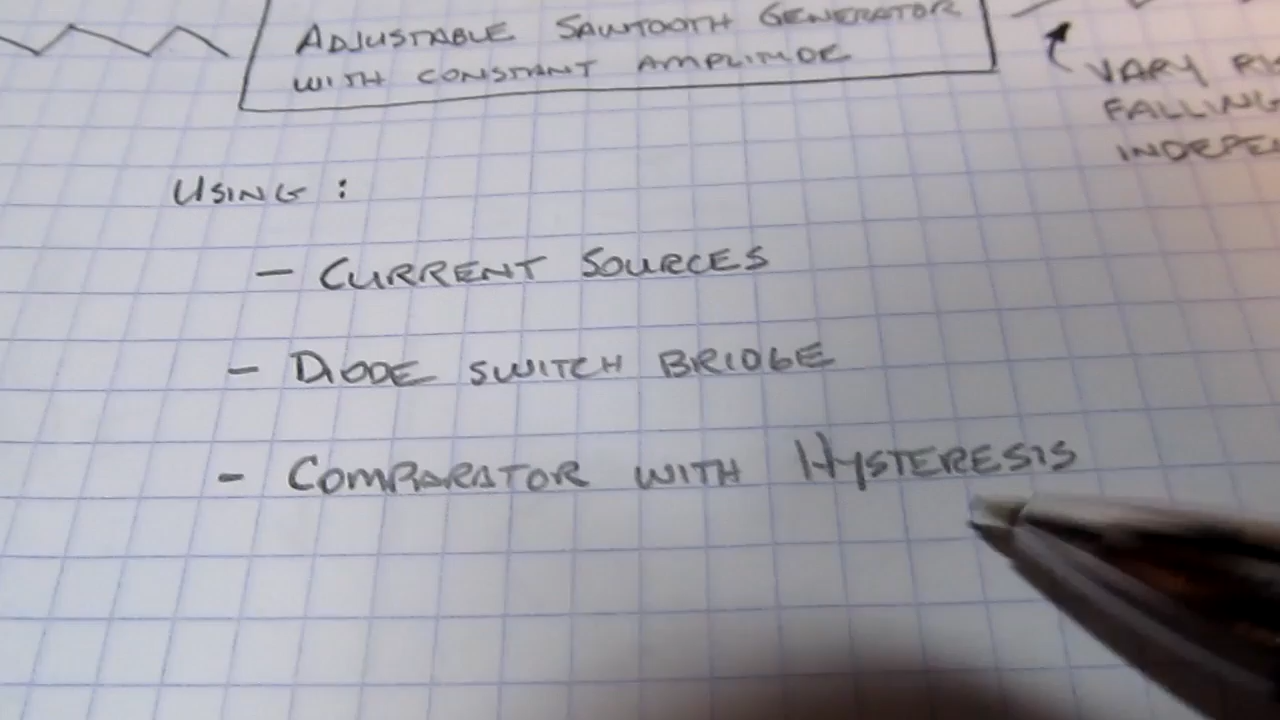 ADJUSTABLE SAWTOOTH GENERATOR
WITH CONSTANT AMPLITUDE
VARY
FALLING
USING :
- CURRENT SOURCES
- DIODE SWITCH BRIDGE
- COMPARATOR WITH HYSTERESIS